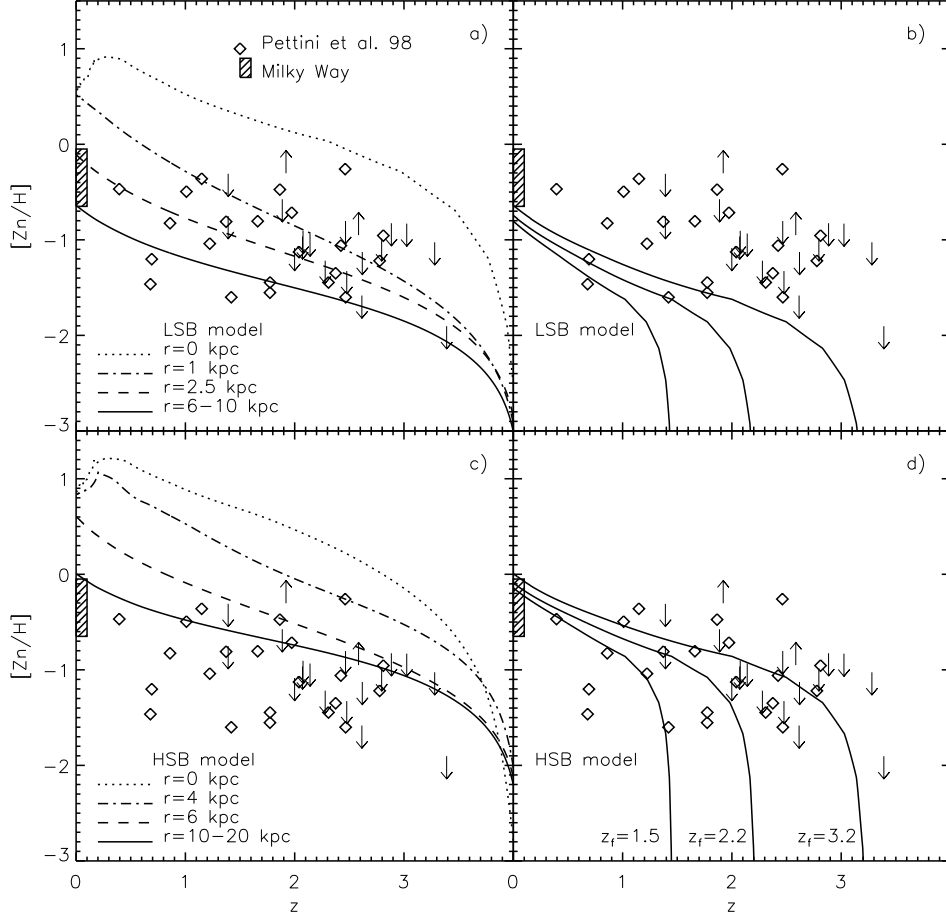 a)
Pettini et al. 98
Milky Way
b)
1
0
−1
−2
−3
[Zn/H]
LSB model
r=0 kpc
r=1 kpc
r=2.5 kpc
r=6−10 kpc
LSB model
c)
d)
1
0
−1
−2
−3
[Zn/H]
HSB model
r=0 kpc
r=4 kpc
r=6 kpc
r=10−20 kpc
HSB model
z_f=1.5
z_f=2.2
z_f=3.2
0
1
2
3
0
1
2
3
z
z